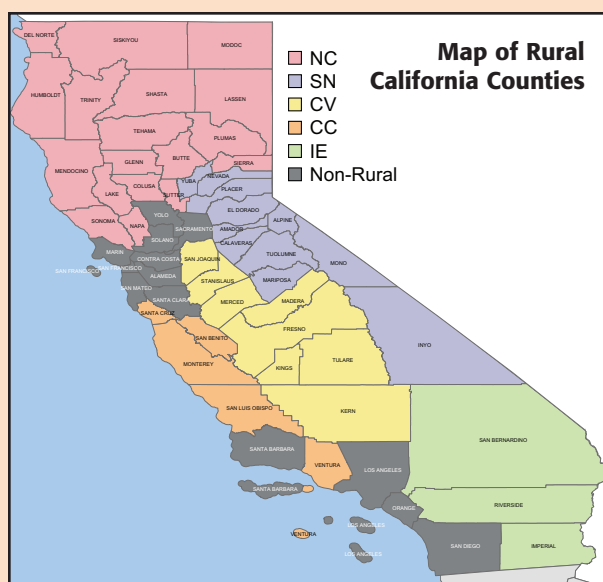 Map of Rural
California Counties
NC
SN
CV
CC
IE
Non-Rural
DEL NORTE
SISKIYOU
MODOC
HUMBOLDT
TRINITY
SHASTA
LASSEN
TEHAMA
PLUMAS
MENDOCINO
GLENN
BUTTE
SIERRA
LAKE
COLUSA
SUTTER
YUBA
NEVADA
PLACER
SONOMA
NAPA
YOLO
EL DORADO
SACRAMENTO
ALPINE
SOLANO
AMADOR
CALAVERAS
MARIN
CONTRA COSTA
SAN JOAQUIN
TUOLUMNE
MONO
SAN FRANCISCO
SAN FRANCISCO
ALAMEDA
STANISLAUS
MARIPOSA
SAN MATEO
SANTA CLARA
MERCED
MADERA
SANTA CRUZ
FRESNO
SAN BENITO
INYO
MONTEREY
KINGS
TULARE
SAN LUIS OBISPO
KERN
SAN BERNARDINO
SANTA BARBARA
VENTURA
LOS ANGELES
SANTA BARBARA
ORANGE
RIVERSIDE
LOS ANGELES
VENTURA
SAN DIEGO
IMPERIAL
LOS ANGELES